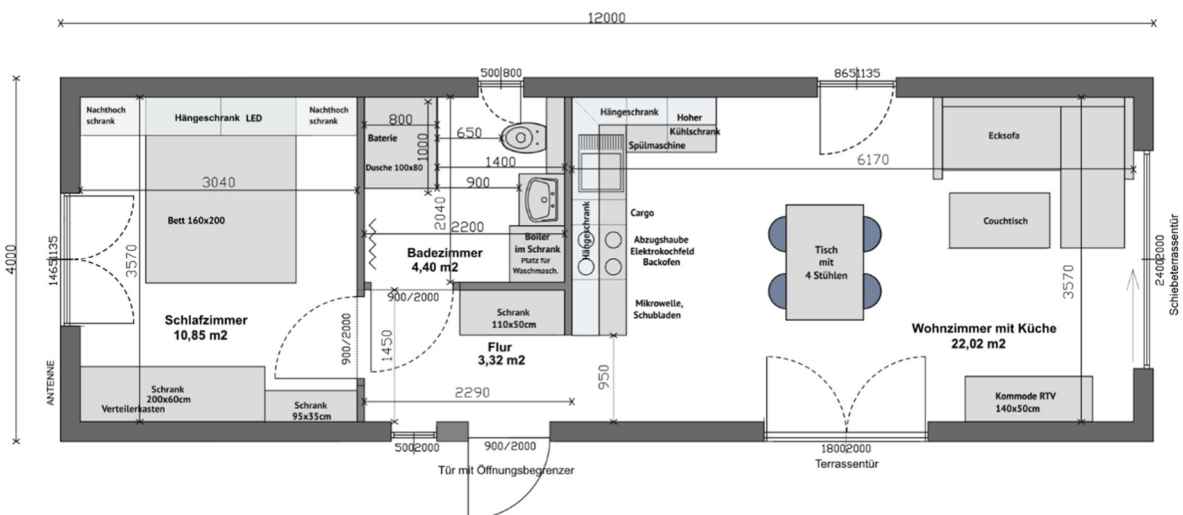 12000
500|800
865|1135
Nachthoch
schrank
Hängeschrank LED
Nachthoch
schrank
800
Baterie
1000
Dusche 100x80
650
1400
900
Hängeschrank
Hoher
Kühlschrank
Spülmaschine
6170
Ecksofa
3040
Bett 160x200
2040
2200
Hängeschrank
Cargo
Abzugshaube
Elektrokochfeld
Backofen
Couchtisch
4000
1465|1135
3570
Badezimmer
4,40 m2
Boiler
im Schrank
Platz für
Waschmasch.
Tisch
mit
4 Stühlen
3570
2400|2000
Schiebeterrassentür
900/2000
Schlafzimmer
10,85 m2
900/2000
1450
Schrank
110x50cm
Mikrowelle,
Schubladen
Wohnzimmer mit Küche
22,02 m2
Flur
3,32 m2
950
ANTENNE
Schrank
200x60cm
Verteilerkasten
Schrank
95x35cm
2290
Kommode RTV
140x50cm
500|2000
900/2000
Tür mit Öffnungsbegrenzer
1800|2000
Terrassentür